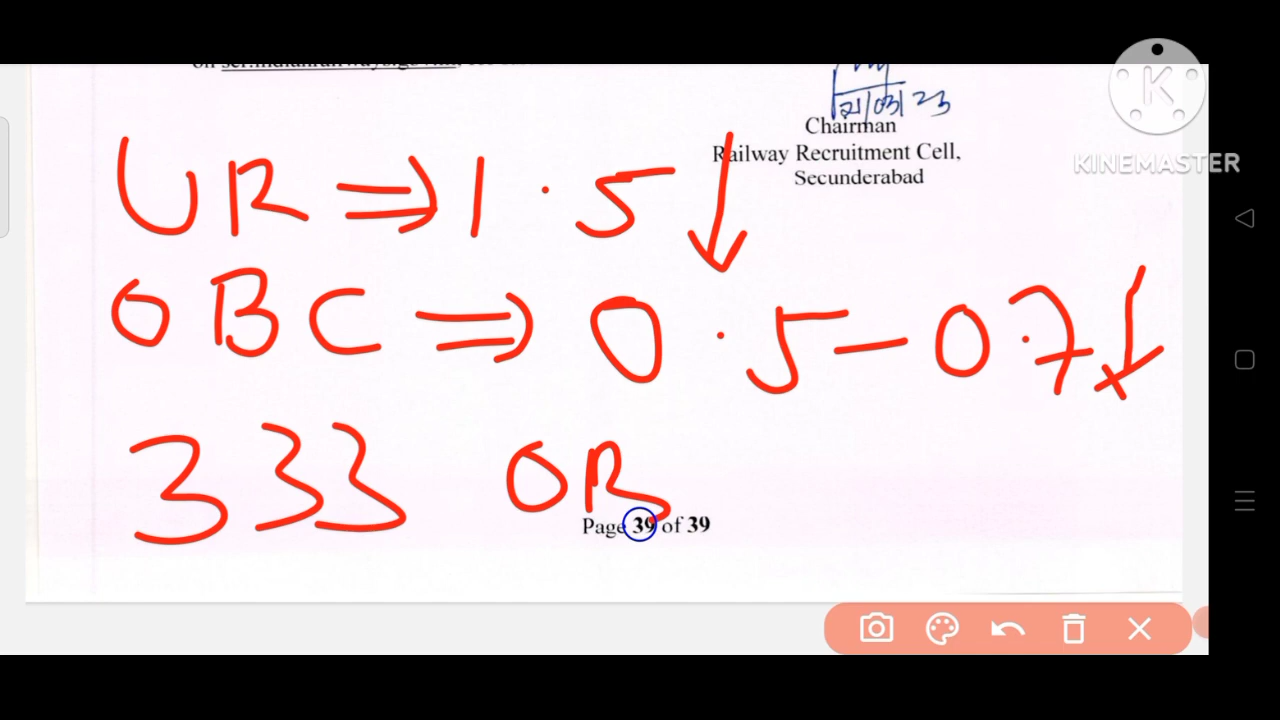 21/03/23
Chairman
Railway Recruitment Cell,
Secunderabad
K
KINEMASTER
UR ⇒ 1.5 ↓
OBC ⇒ 0.5 – 0.7 ↓
333 OB
Page 39 of 39